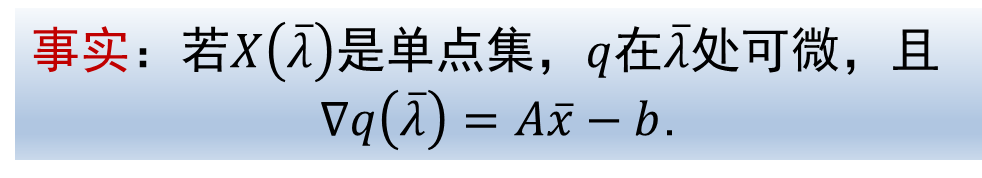 事实：若X(λ̄)是单点集，q在λ̄处可微，且
∇q(λ̄) = Ax̄ − b.